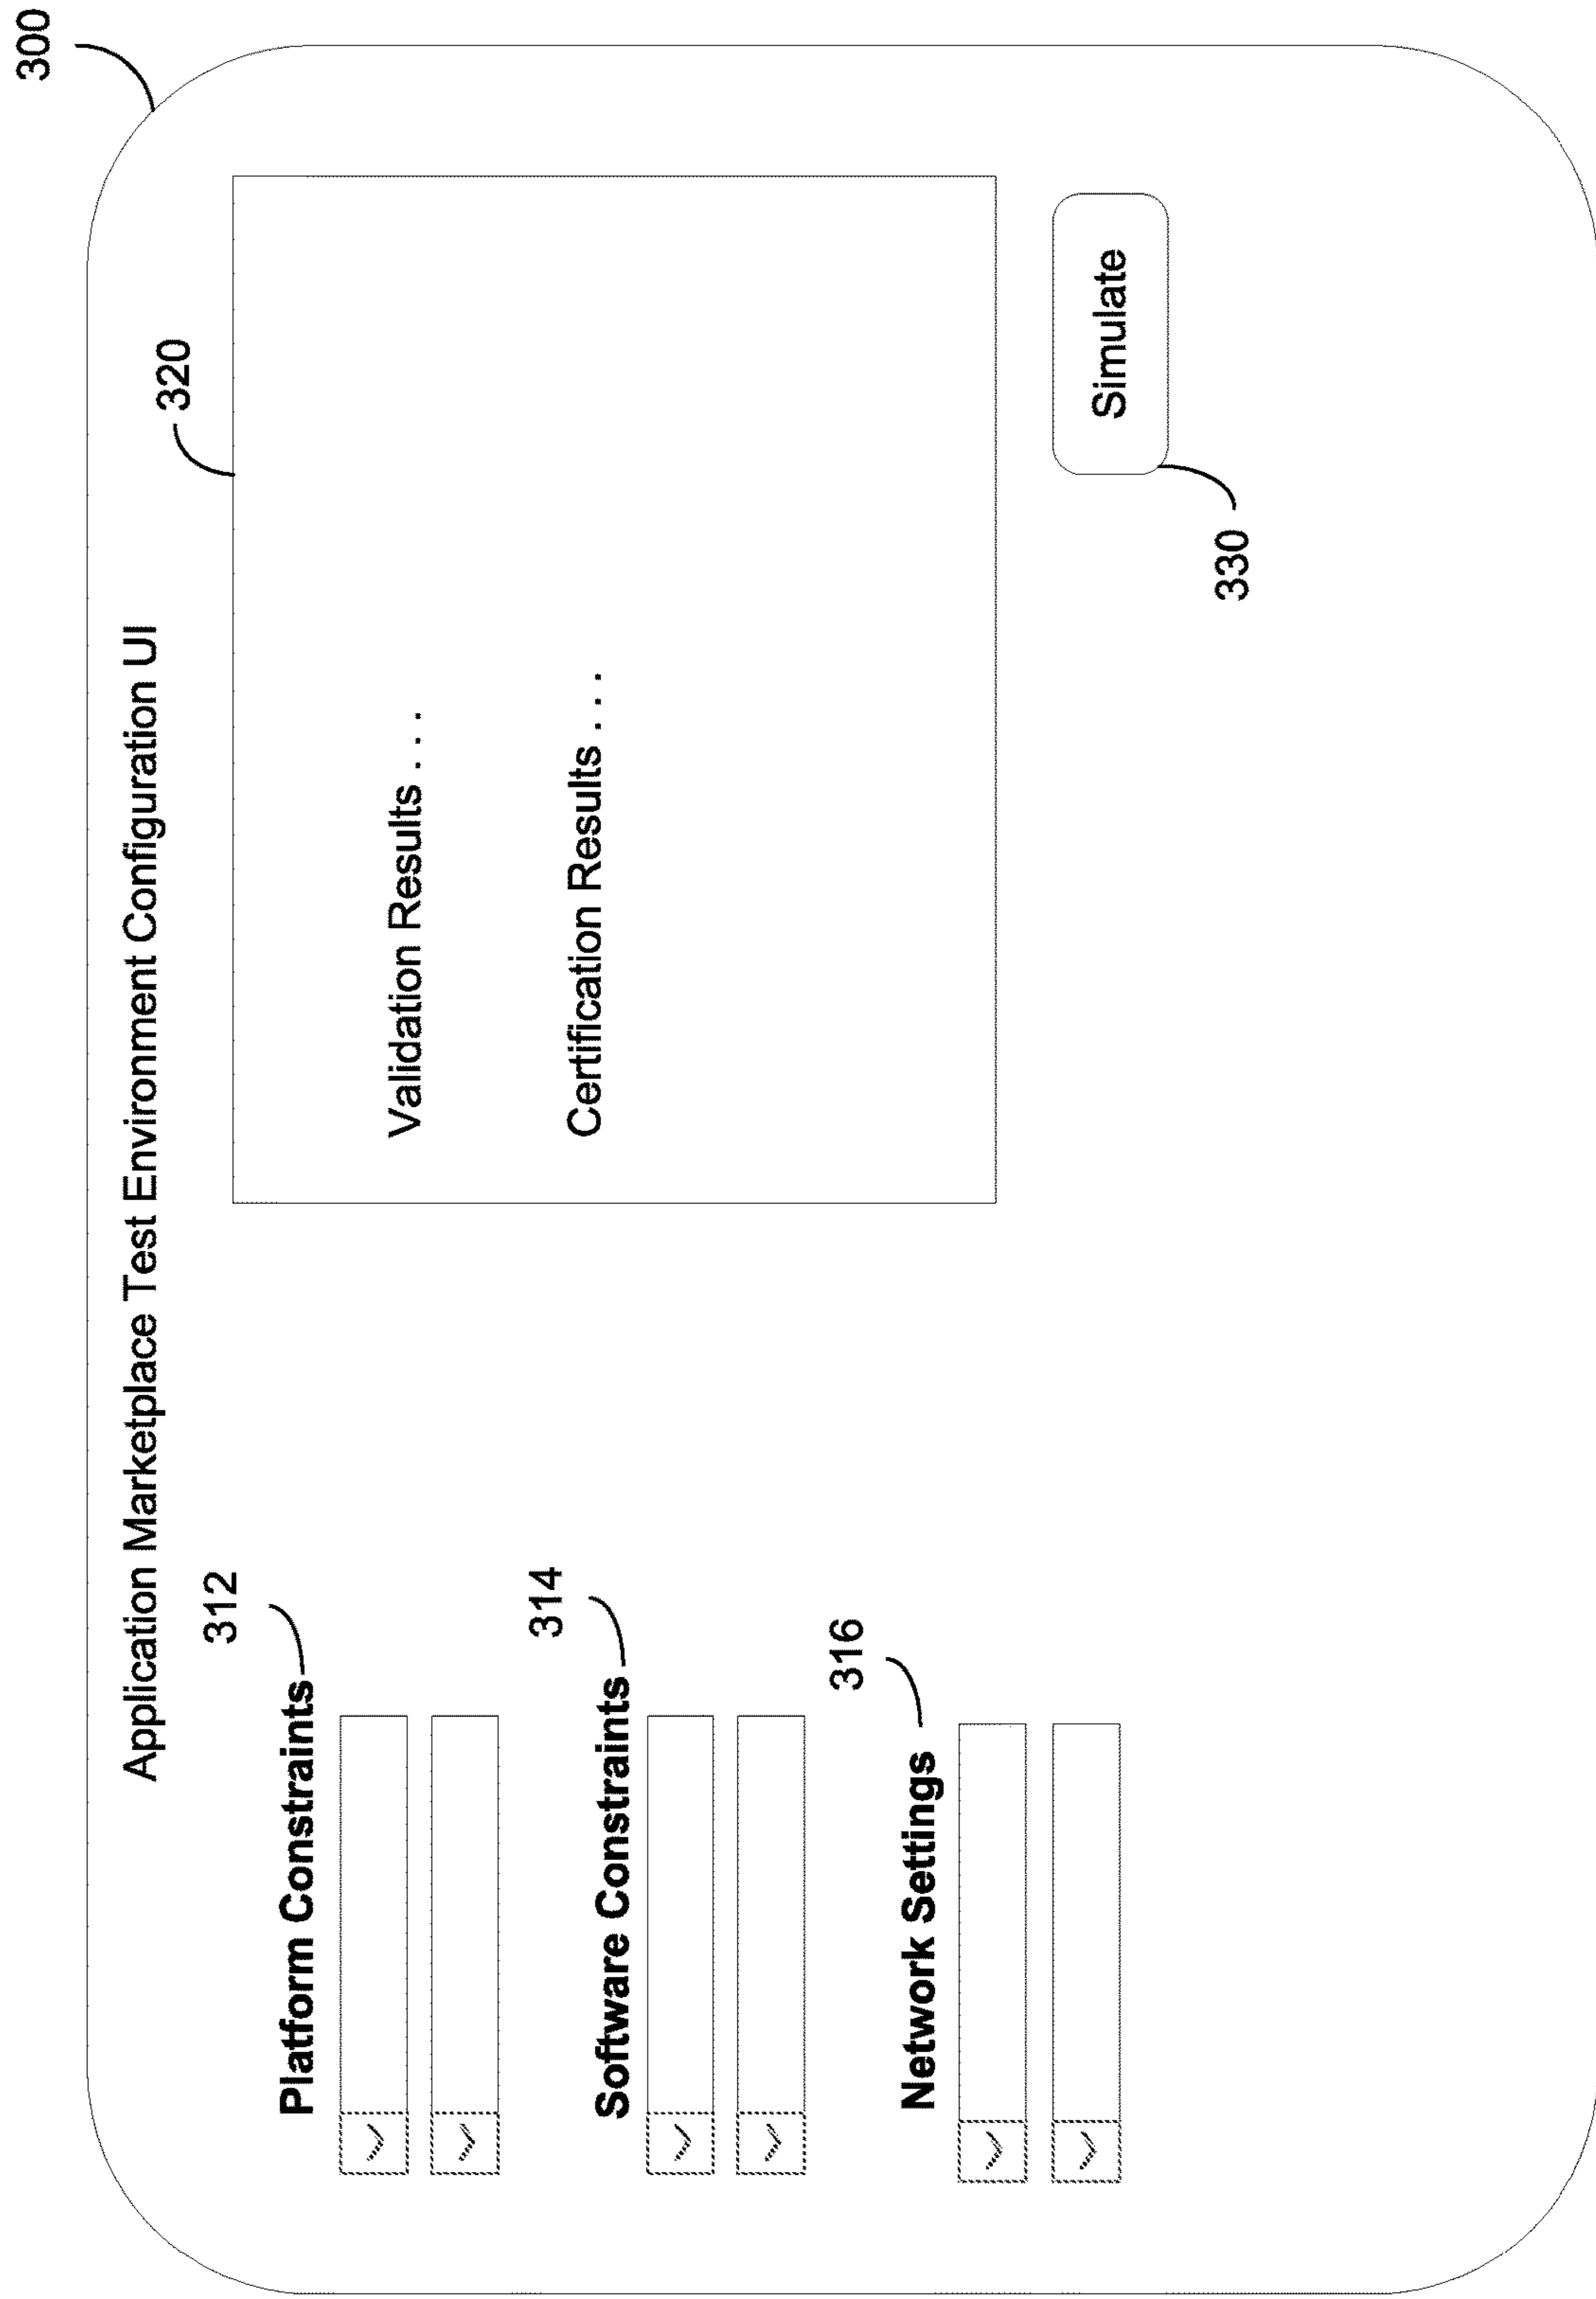 300
Application Marketplace Test Environment Configuration UI
312
Platform Constraints
314
Software Constraints
316
Network Settings
320
Validation Results . . .
Certification Results . . .
Simulate
330